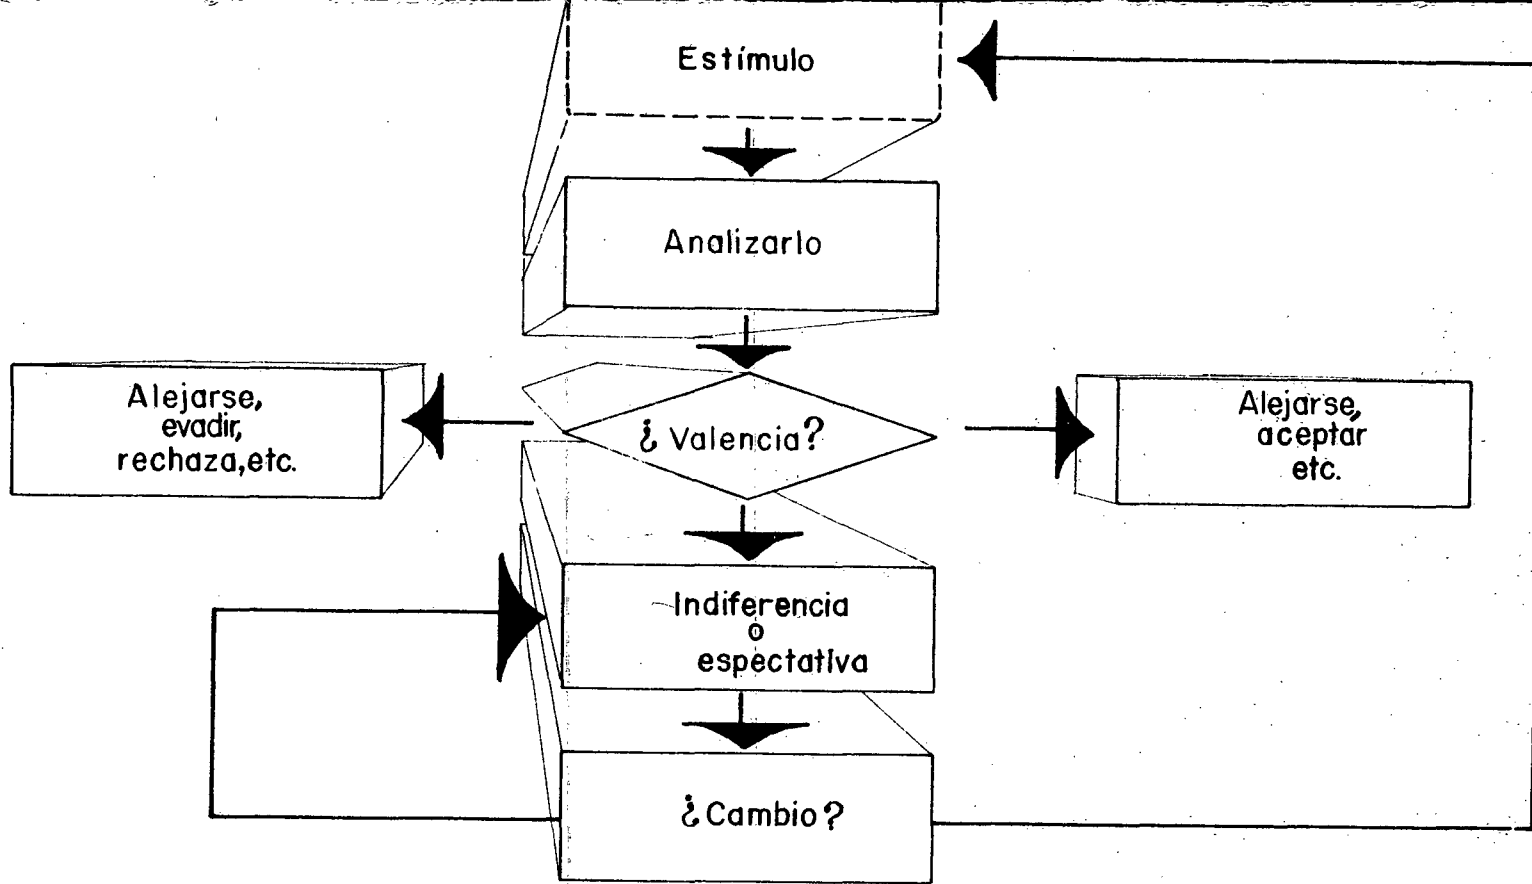 Estímulo
Analizarlo
Alejarse,
evadir,
rechaza, etc.
¿Valencia?
Alejarse,
aceptar
etc.
Indiferencia
o
espectativa
¿Cambio?